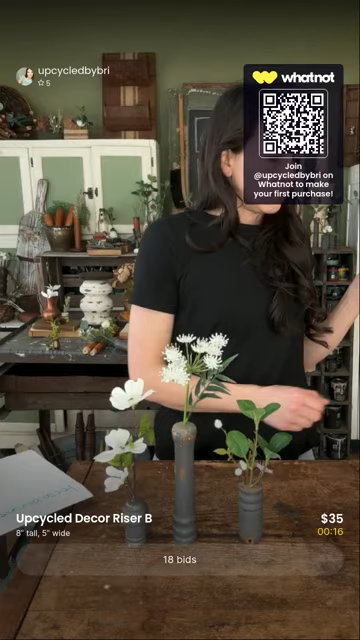 upcycledbybri
☆5
whatnot
Join
@upcycledbybri on
Whatnot to make
your first purchase!
Upcycled Decor Riser B
$35
8" tall, 5" wide
00:16
18 bids